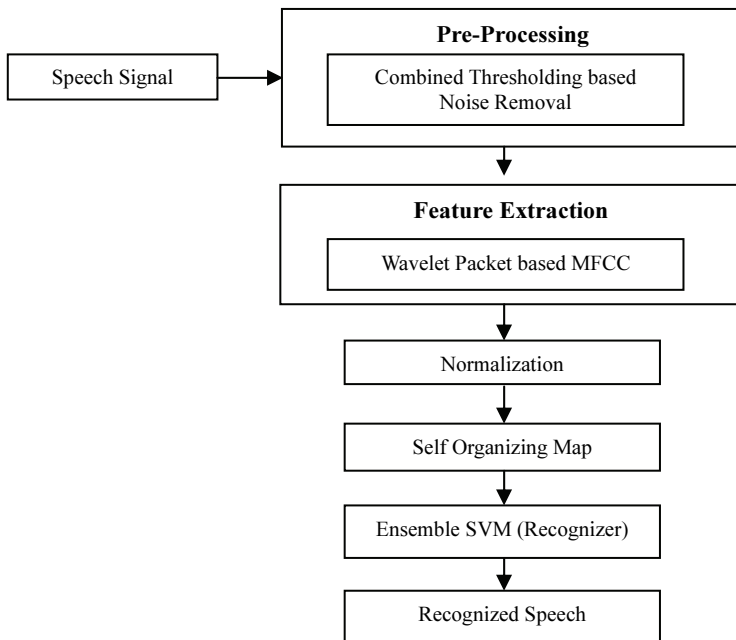 Pre-Processing
Speech Signal
Combined Thresholding based
Noise Removal
Feature Extraction
Wavelet Packet based MFCC
Normalization
Self Organizing Map
Ensemble SVM (Recognizer)
Recognized Speech